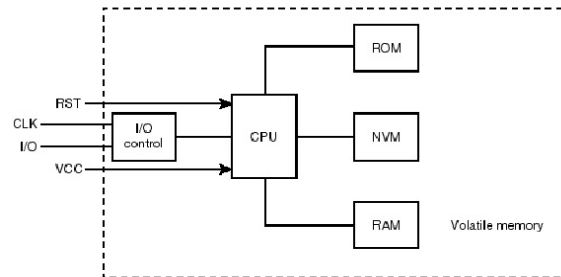 ROM
RST
CLK
I/O
I/O
control
CPU
NVM
VCC
RAM
Volatile memory